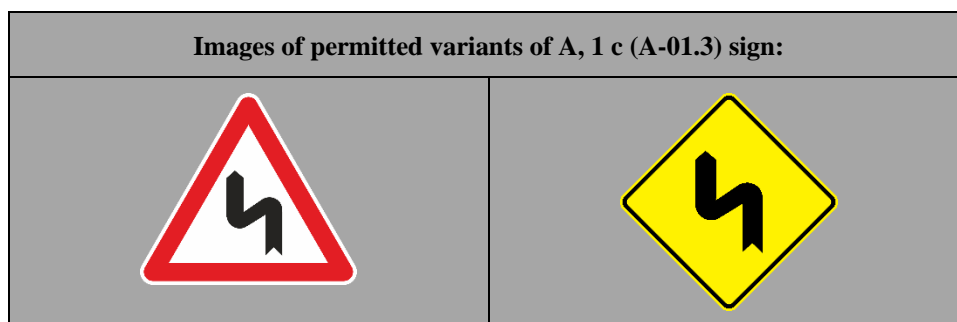 Images of permitted variants of A, 1 c (A-01.3) sign: